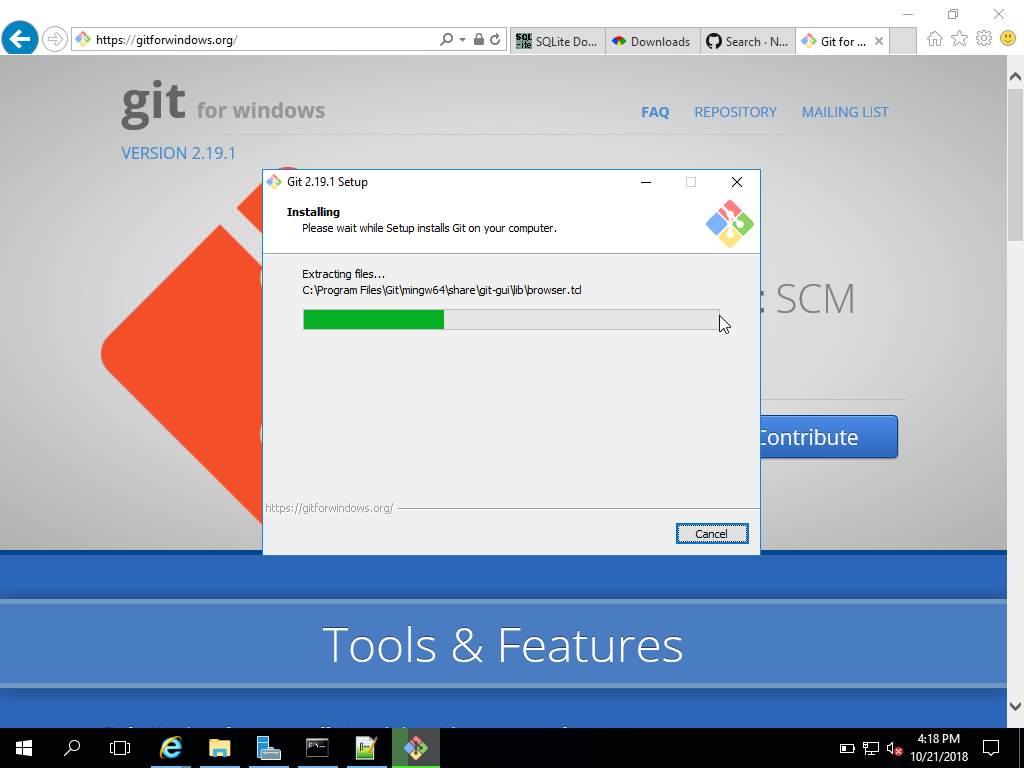 https://gitforwindows.org/
SQLite Do...
Downloads
Search · N...
Git for ...
git for windows
FAQ
REPOSITORY
MAILING LIST
VERSION 2.19.1
Git 2.19.1 Setup
Installing
Please wait while Setup installs Git on your computer.
Extracting files...
C:\Program Files\Git\mingw64\share\git-gui\lib\browser.tcl
: SCM
Contribute
https://gitforwindows.org/
Cancel
Tools & Features
4:18 PM
10/21/2018